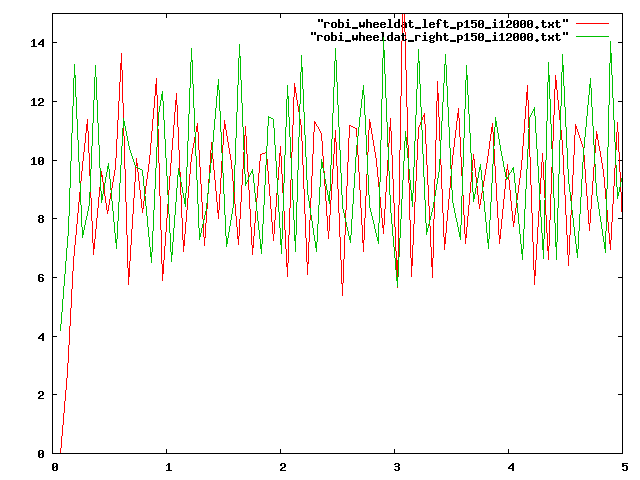 14
"robi_wheeldat_left_p150_i12000.txt"
"robi_wheeldat_right_p150_i12000.txt"
12
10
8
6
4
2
0
0 1 2 3 4 5